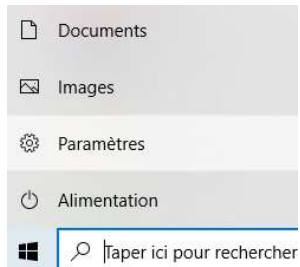 Documents
Images
Paramètres
Alimentation
Taper ici pour rechercher